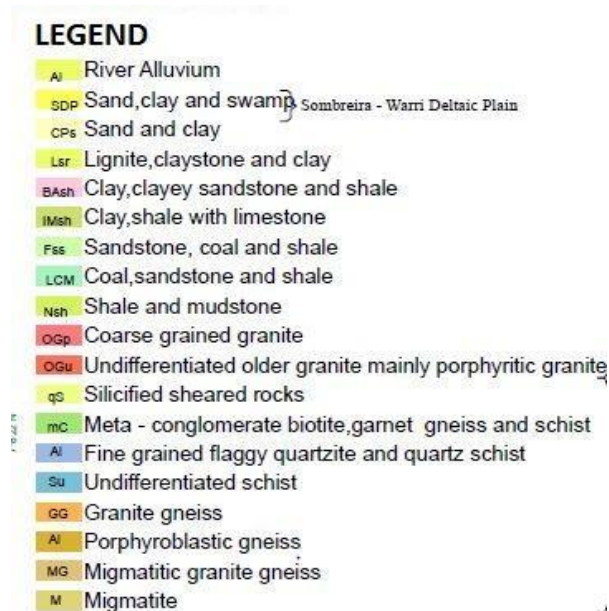 LEGEND
Al River Alluvium
SDP Sand,clay and swamp
Sombreira - Warri Deltaic Plain
CPs Sand and clay
Lsr Lignite,claystone and clay
BAsh Clay,clayey sandstone and shale
IMsh Clay,shale with limestone
Fss Sandstone, coal and shale
LCM Coal,sandstone and shale
Nsh Shale and mudstone
OGp Coarse grained granite
OGu Undifferentiated older granite mainly porphyritic granite
qS Silicified sheared rocks
mC Meta - conglomerate biotite,garnet gneiss and schist
Al Fine grained flaggy quartzite and quartz schist
Su Undifferentiated schist
GG Granite gneiss
Al Porphyroblastic gneiss
MG Migmatitic granite gneiss
M Migmatite